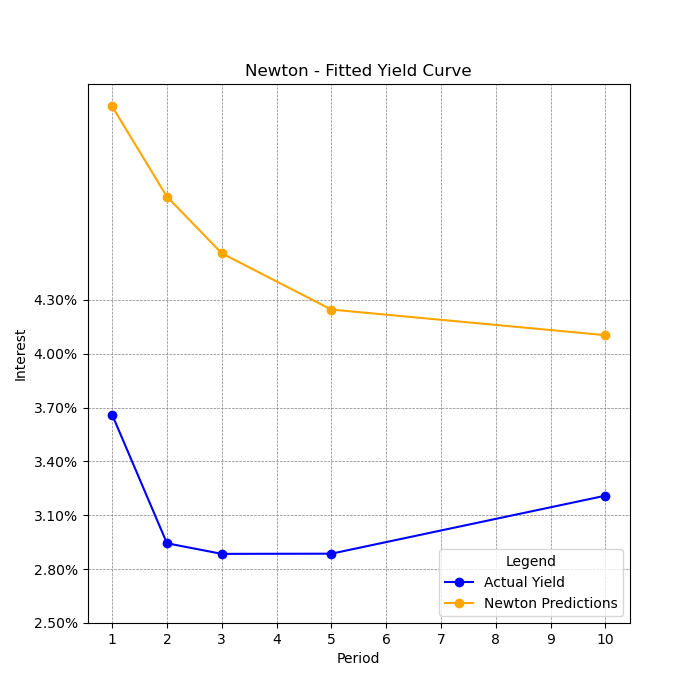 Newton - Fitted Yield Curve
Interest
4.30%
4.00%
3.70%
3.40%
3.10%
2.80%
2.50%
1 2 3 4 5 6 7 8 9 10
Period
Legend
Actual Yield
Newton Predictions